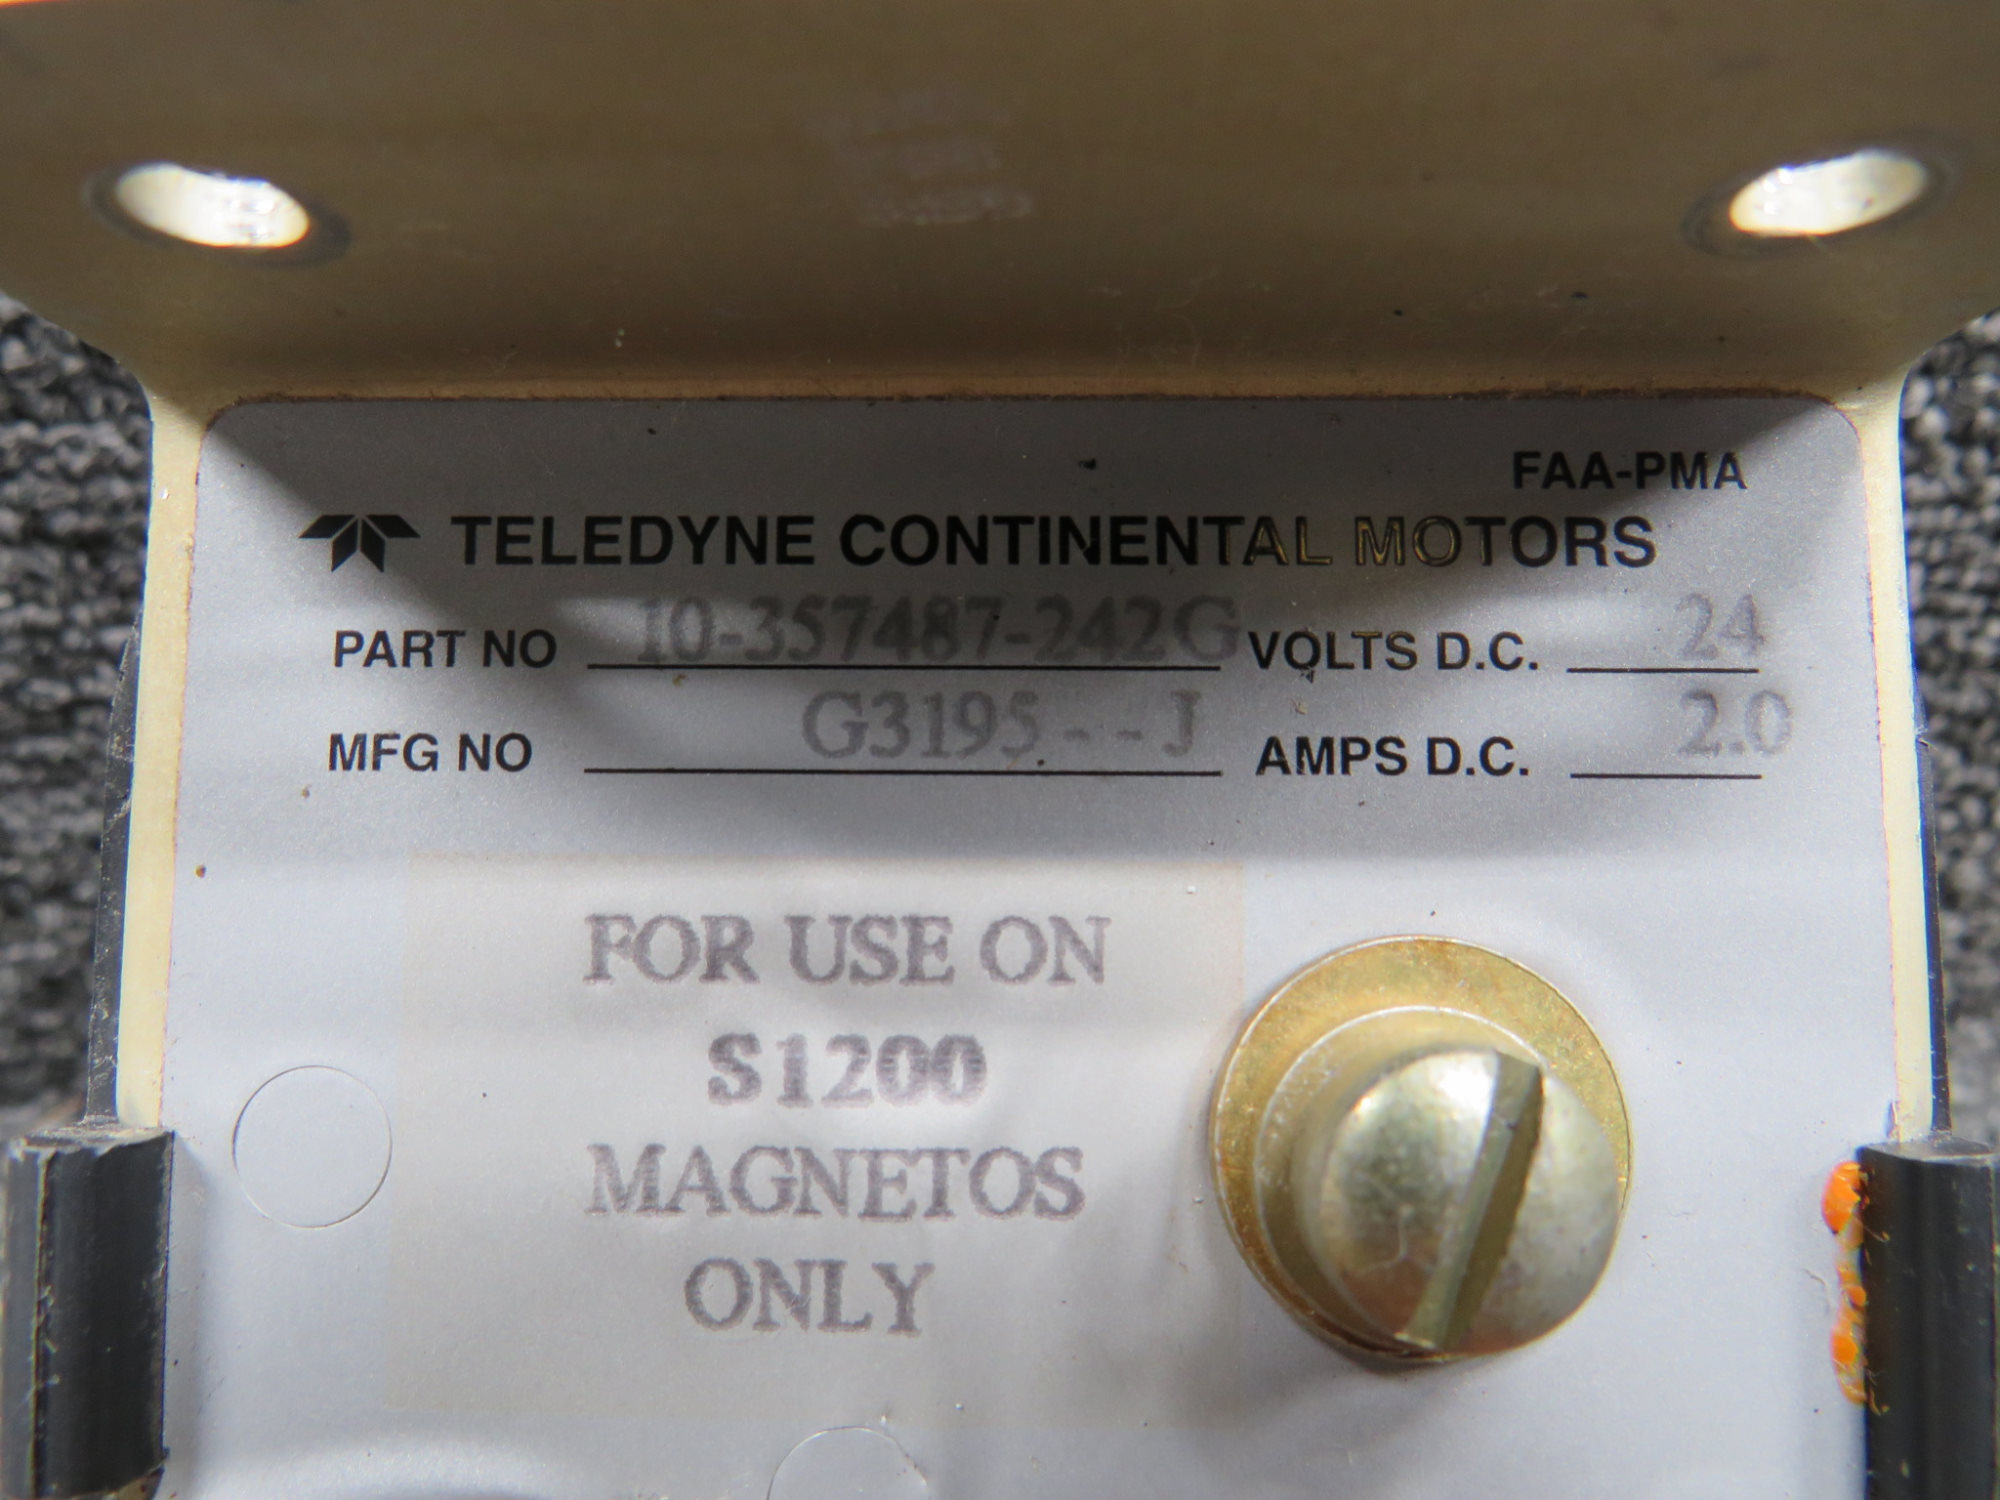 FAA-PMA
TELEDYNE CONTINENTAL MOTORS
PART NO 10-357487-242G VOLTS D.C. 24
MFG NO G3195--J AMPS D.C. 2.0
FOR USE ON
S1200
MAGNETOS
ONLY